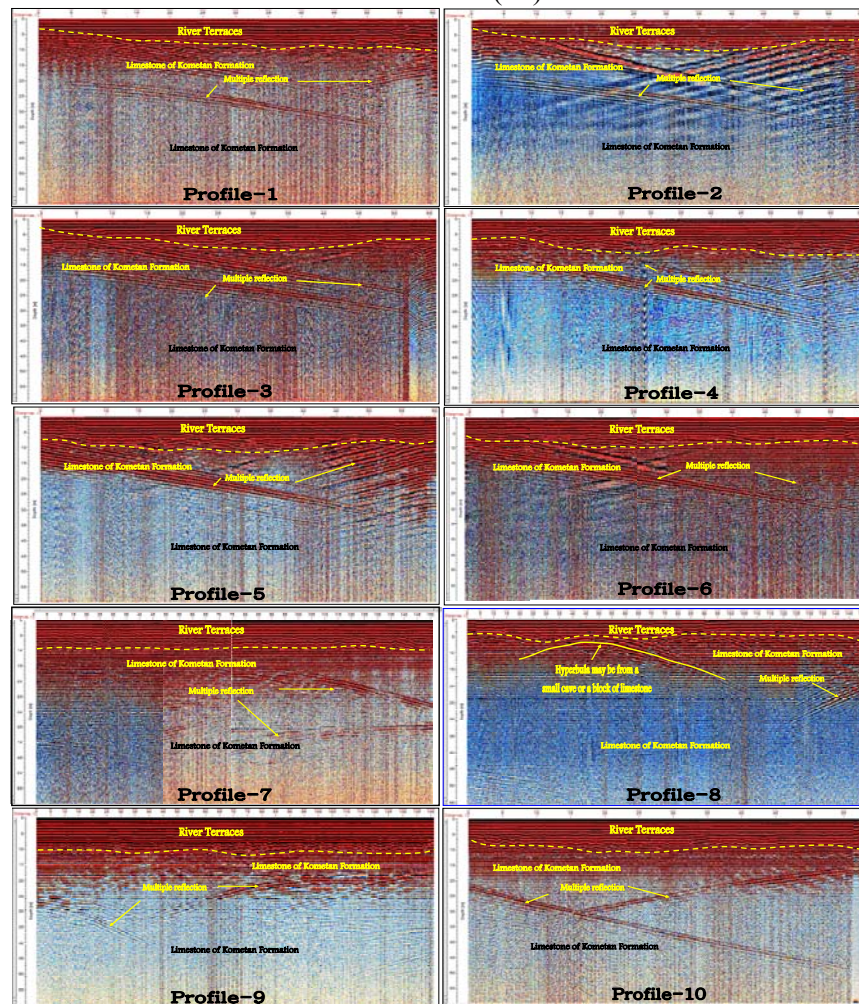 River Terraces
Limestone of Kometan Formation
Multiple reflection
Limestone of Kometan Formation
Profile-1
River Terraces
Limestone of Kometan Formation
Multiple reflection
Limestone of Kometan Formation
Profile-2
River Terraces
Limestone of Kometan Formation
Multiple reflection
Limestone of Kometan Formation
Profile-3
River Terraces
Limestone of Kometan Formation
Multiple reflection
Limestone of Kometan Formation
Profile-4
River Terraces
Limestone of Kometan Formation
Multiple reflection
Limestone of Kometan Formation
Profile-5
River Terraces
Limestone of Kometan Formation
Multiple reflection
Limestone of Kometan Formation
Profile-6
River Terraces
Limestone of Kometan Formation
Multiple reflection
Limestone of Kometan Formation
Profile-7
River Terraces
Limestone of Kometan Formation
Hyperbula may be from a
small cave or a block of limestone
Multiple reflection
Limestone of Kometan Formation
Profile-8
River Terraces
Limestone of Kometan Formation
Multiple reflection
Limestone of Kometan Formation
Profile-9
River Terraces
Limestone of Kometan Formation
Multiple reflection
Limestone of Kometan Formation
Profile-10